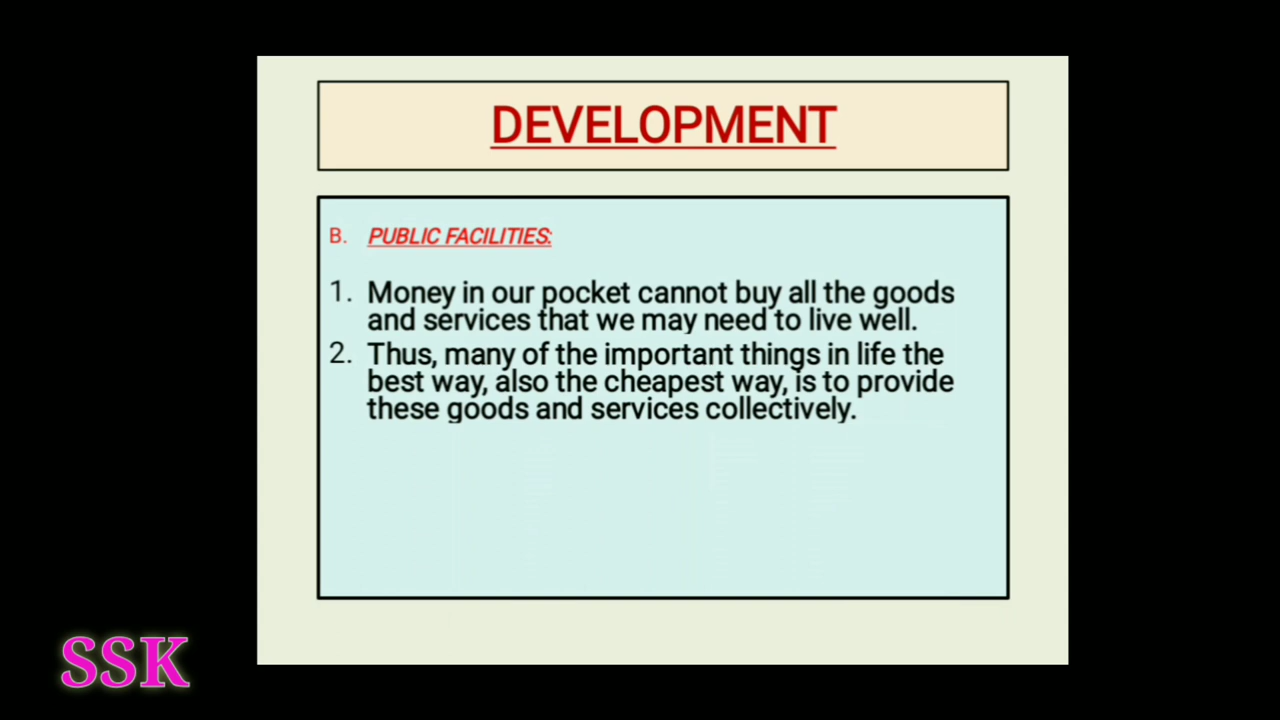 DEVELOPMENT
B. PUBLIC FACILITIES:
1. Money in our pocket cannot buy all the goods
and services that we may need to live well.
2. Thus, many of the important things in life the
best way, also the cheapest way, is to provide
these goods and services collectively.
SSK